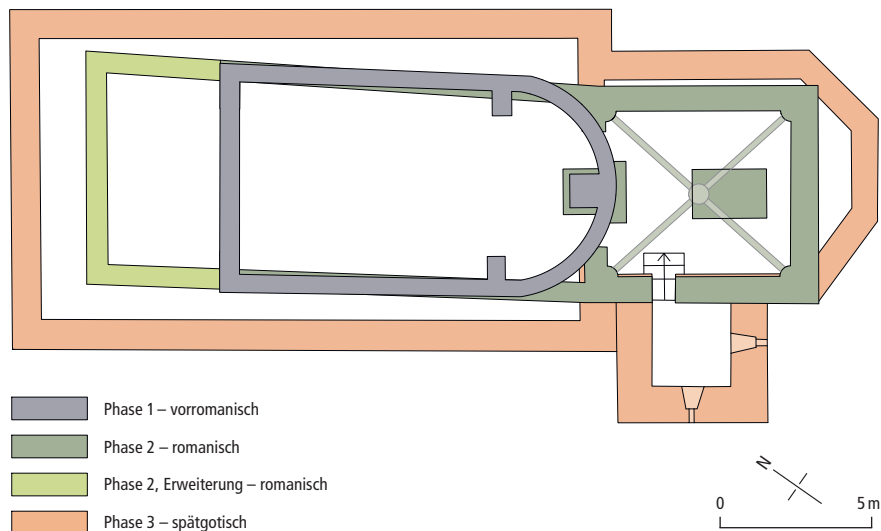 Phase 1 – vorromanisch
Phase 2 – romanisch
Phase 2, Erweiterung – romanisch
Phase 3 – spätgotisch
N
0 5 m